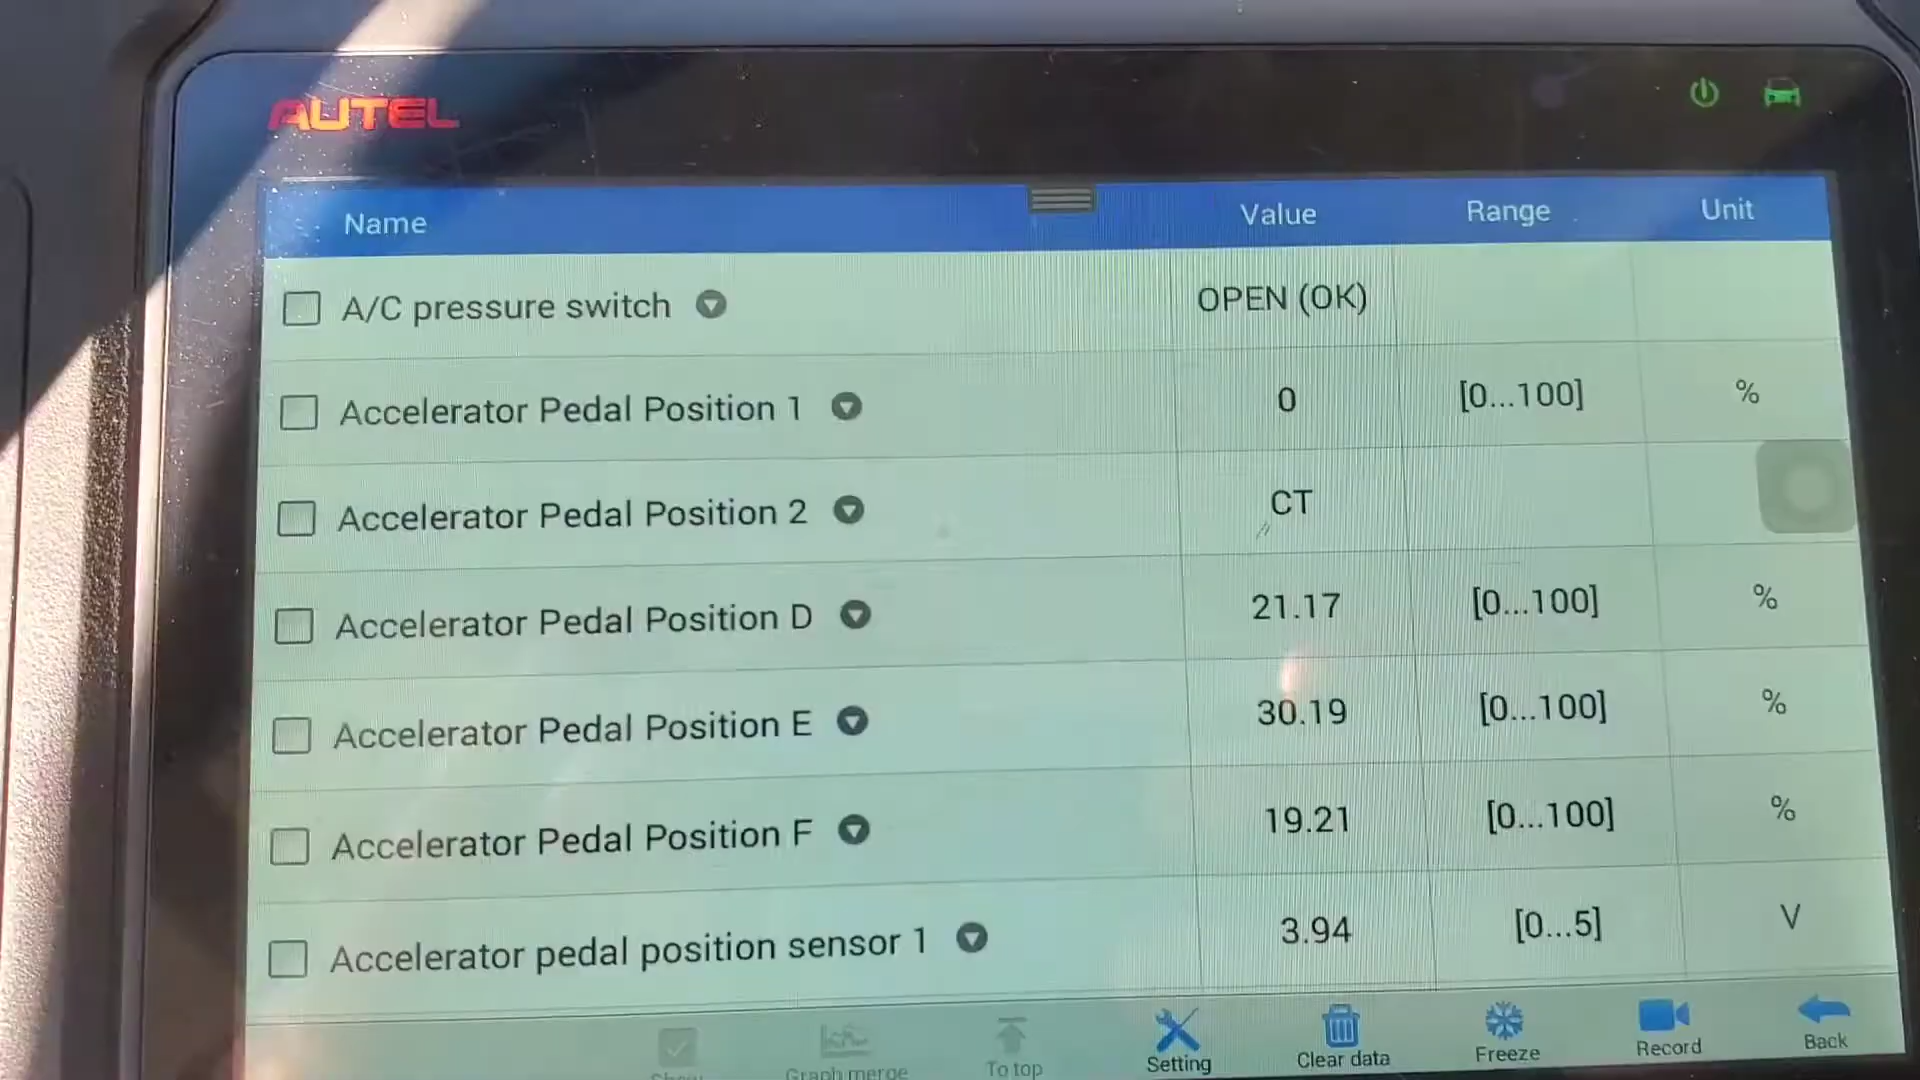 AUTEL
Name Value Range Unit
A/C pressure switch OPEN (OK)
Accelerator Pedal Position 1 0 [0...100] %
Accelerator Pedal Position 2 CT
Accelerator Pedal Position D 21.17 [0...100] %
Accelerator Pedal Position E 30.19 [0...100] %
Accelerator Pedal Position F 19.21 [0...100] %
Accelerator pedal position sensor 1 3.94 [0...5] V
Show Graph merge To top Setting Clear data Freeze Record Back